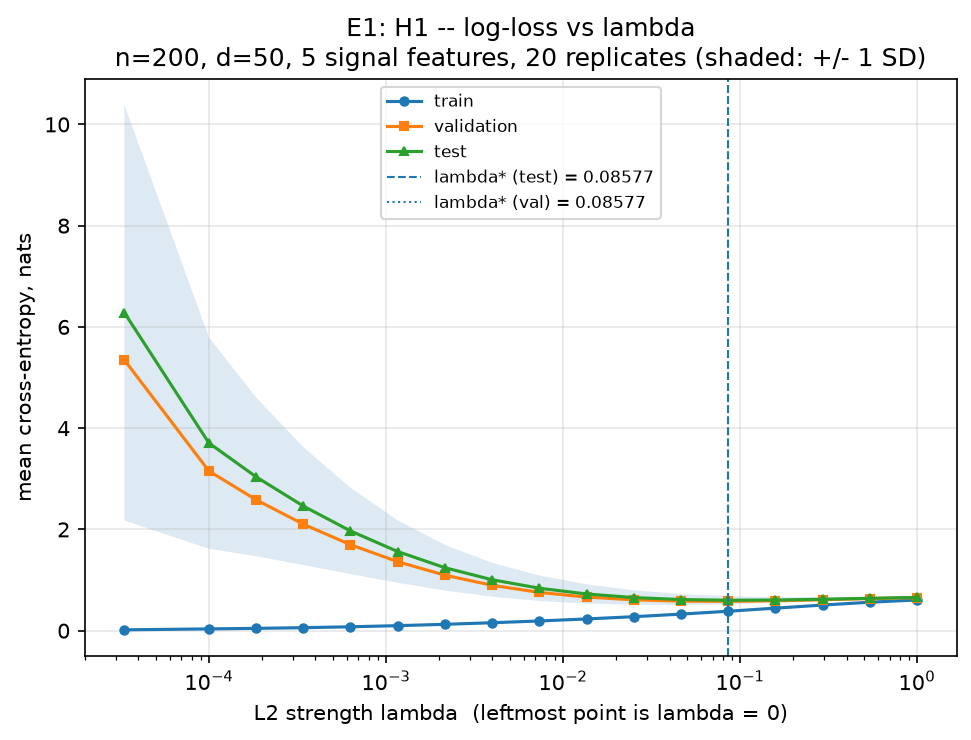 E1: H1 -- log-loss vs lambda
n=200, d=50, 5 signal features, 20 replicates (shaded: +/- 1 SD)
train
validation
test
lambda* (test) = 0.08577
lambda* (val) = 0.08577
mean cross-entropy, nats
10
8
6
4
2
0
10⁻⁴
10⁻³
10⁻²
10⁻¹
10⁰
L2 strength lambda  (leftmost point is lambda = 0)